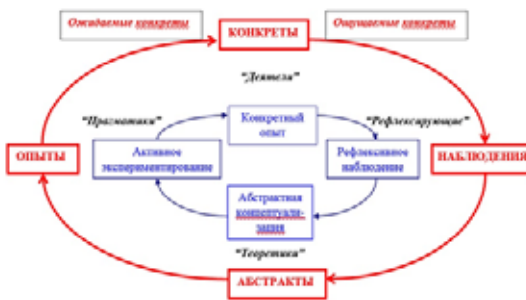 Ожидаемые конкреты
КОНКРЕТЫ
Ощущаемые конкреты
"Деятели"
"Прагматики"
Конкретный
опыт
"Рефлексирующие"
ОПЫТЫ
Активное
экспериментирование
Рефлексивное
наблюдение
НАБЛЮДЕНИЯ
Абстрактная
концептуали-
зация
"Теоретики"
АБСТРАКТЫ